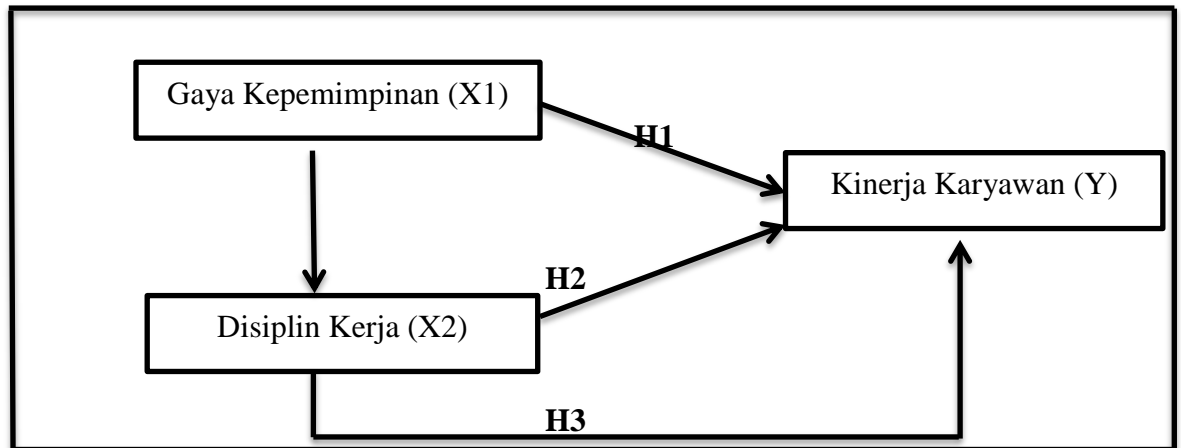 Gaya Kepemimpinan (X1)
H1
Kinerja Karyawan (Y)
H2
Disiplin Kerja (X2)
H3